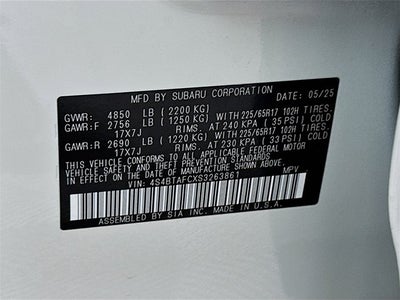 MFD BY SUBARU CORPORATION DATE: 05/25
GVWR: 4850 LB (2200 KG)
GAWR:F 2756 LB (1250 KG) WITH 225/65R17 102H TIRES.
17X7J RIMS. AT 240 KPA ( 35 PSI) COLD
GAWR:R 2690 LB (1220 KG) WITH 225/65R17 102H TIRES.
17X7J RIMS. AT 230 KPA ( 33 PSI) COLD
THIS VEHICLE CONFORMS TO ALL APPLICABLE FEDERAL MOTOR
VEHICLE SAFETY AND THEFT PREVENTION STANDARDS
IN EFFECT ON THE DATE OF MANUFACTURE SHOWN ABOVE.
VIN: 4S4BTAFCXS3263861 MPV
ASSEMBLED BY SIA INC. MADE IN U.S.A.